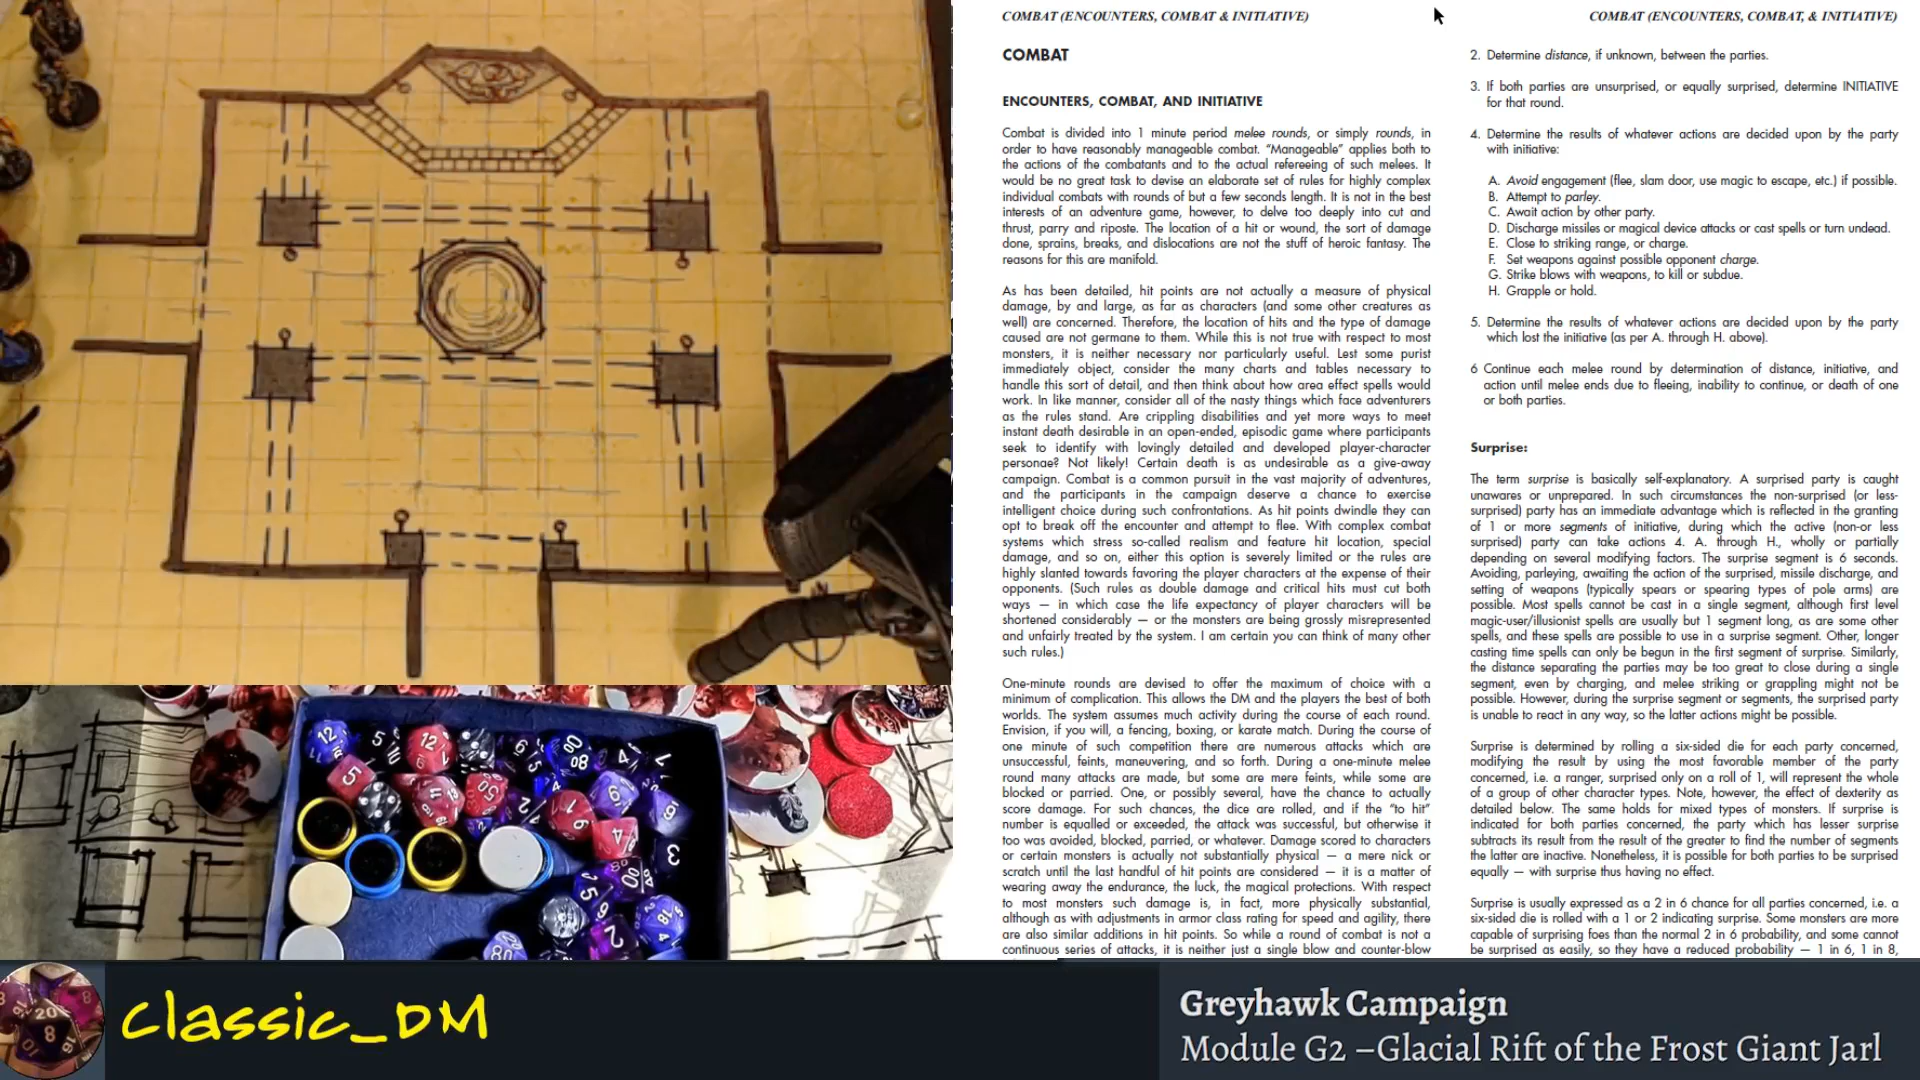 COMBAT (ENCOUNTERS, COMBAT & INITIATIVE)
COMBAT
ENCOUNTERS, COMBAT, AND INITIATIVE
Combat is divided into 1 minute period melee rounds, or simply rounds, in
order to have reasonably manageable combat. “Manageable” applies both to
the actions of the combatants and to the actual refereeing of such melees. It
would be no great task to devise an elaborate set of rules for highly complex
individual combats with rounds of but a few seconds length. It is not in the best
interests of an adventure game, however, to delve too deeply into cut and
thrust, parry and riposte. The location of a hit or wound, the sort of damage
done, sprains, breaks, and dislocations are not the stuff of heroic fantasy. The
reasons for this are manifold.
As has been detailed, hit points are not actually a measure of physical
damage, by and large, as far as characters (and some other creatures as
well) are concerned. Therefore, the location of hits and the type of damage
caused are not germane to them. While this is not true with respect to most
monsters, it is neither necessary nor particularly useful. Lest some purist
immediately object, consider the many charts and tables necessary to
handle this sort of detail, and then think about how area effect spells would
work. In like manner, consider all of the nasty things which face adventurers
as the rules stand. Are crippling disabilities and yet more ways to meet
instant death desirable in an open-ended, episodic game where participants
seek to identify with lovingly detailed and developed player-character
personae? Not likely! Certain death is as undesirable as a give-away
campaign. Combat is a common pursuit in the vast majority of adventures,
and the participants in the campaign deserve a chance to exercise
intelligent choice during such confrontations. As hit points dwindle they can
opt to break off the encounter and attempt to flee. With complex combat
systems which stress so-called realism and feature hit location, special
damage, and so on, either this option is severely limited or the rules are
highly slanted towards favoring the player characters at the expense of their
opponents. (Such rules as double damage and critical hits must cut both
ways — in which case the life expectancy of player characters will be
shortened considerably — or the monsters are being grossly misrepresented
and unfairly treated by the system. I am certain you can think of many other
such rules.)
One-minute rounds are devised to offer the maximum of choice with a
minimum of complication. This allows the DM and the players the best of both
worlds. The system assumes much activity during the course of each round.
Envision, if you will, a fencing, boxing, or karate match. During the course of
one minute of such competition there are numerous attacks which are
unsuccessful, feints, maneuvering, and so forth. During a one-minute melee
round many attacks are made, but some are mere feints, while some are
blocked or parried. One, or possibly several, have the chance to actually
score damage. For such chances, the dice are rolled, and if the “to hit”
number is equalled or exceeded, the attack was successful, but otherwise it
too was avoided, blocked, parried, or whatever. Damage scored to characters
or certain monsters is actually not substantially physical — a mere nick or
scratch until the last handful of hit points are considered — it is a matter of
wearing away the endurance, the luck, the magical protections. With respect
to most monsters such damage is, in fact, more physically substantial,
although as with adjustments in armor class rating for speed and agility, there
are also similar additions in hit points. So while a round of combat is not a
continuous series of attacks, it is neither just a single blow and counter-blow
COMBAT (ENCOUNTERS, COMBAT, & INITIATIVE)
2. Determine distance, if unknown, between the parties.
3. If both parties are unsurprised, or equally surprised, determine INITIATIVE
for that round.
4. Determine the results of whatever actions are decided upon by the party
with initiative:
A. Avoid engagement (flee, slam door, use magic to escape, etc.) if possible.
B. Attempt to parley.
C. Await action by other party.
D. Discharge missiles or magical device attacks or cast spells or turn undead.
E. Close to striking range, or charge.
F. Set weapons against possible opponent charge.
G. Strike blows with weapons, to kill or subdue.
H. Grapple or hold.
5. Determine the results of whatever actions are decided upon by the party
which lost the initiative (as per A. through H. above).
6 Continue each melee round by determination of distance, initiative, and
action until melee ends due to fleeing, inability to continue, or death of one
or both parties.
Surprise:
The term surprise is basically self-explanatory. A surprised party is caught
unawares or unprepared. In such circumstances the non-surprised (or less-
surprised) party has an immediate advantage which is reflected in the granting
of 1 or more segments of initiative, during which the active (non-or less
surprised) party can take actions 4. A. through H., wholly or partially
depending on several modifying factors. The surprise segment is 6 seconds.
Avoiding, parleying, awaiting the action of the surprised, missile discharge, and
setting of weapons (typically spears or spearing types of pole arms) are
possible. Most spells cannot be cast in a single segment, although first level
magic-user/illusionist spells are usually but 1 segment long, as are some other
spells, and these spells are possible to use in a surprise segment. Other, longer
casting time spells can only be begun in the first segment of surprise. Similarly,
the distance separating the parties may be too great to close during a single
segment, even by charging, and melee striking or grappling might not be
possible. However, during the surprise segment or segments, the surprised party
is unable to react in any way, so the latter actions might be possible.
Surprise is determined by rolling a six-sided die for each party concerned,
modifying the result by using the most favorable member of the party
concerned, i.e. a ranger, surprised only on a roll of 1, will represent the whole
of a group of other character types. Note, however, the effect of dexterity as
detailed below. The same holds for mixed types of monsters. If surprise is
indicated for both parties concerned, the party which has lesser surprise
subtracts its result from the result of the greater to find the number of segments
the latter are inactive. Nonetheless, it is possible for both parties to be surprised
equally — with surprise thus having no effect.
Surprise is usually expressed as a 2 in 6 chance for all parties concerned, i.e. a
six-sided die is rolled with a 1 or 2 indicating surprise. Some monsters are more
capable of surprising foes than the normal 2 in 6 probability, and some cannot
be surprised as easily, so they have a reduced probability — 1 in 6, 1 in 8,
classic_DM
Greyhawk Campaign
Module G2 –Glacial Rift of the Frost Giant Jarl